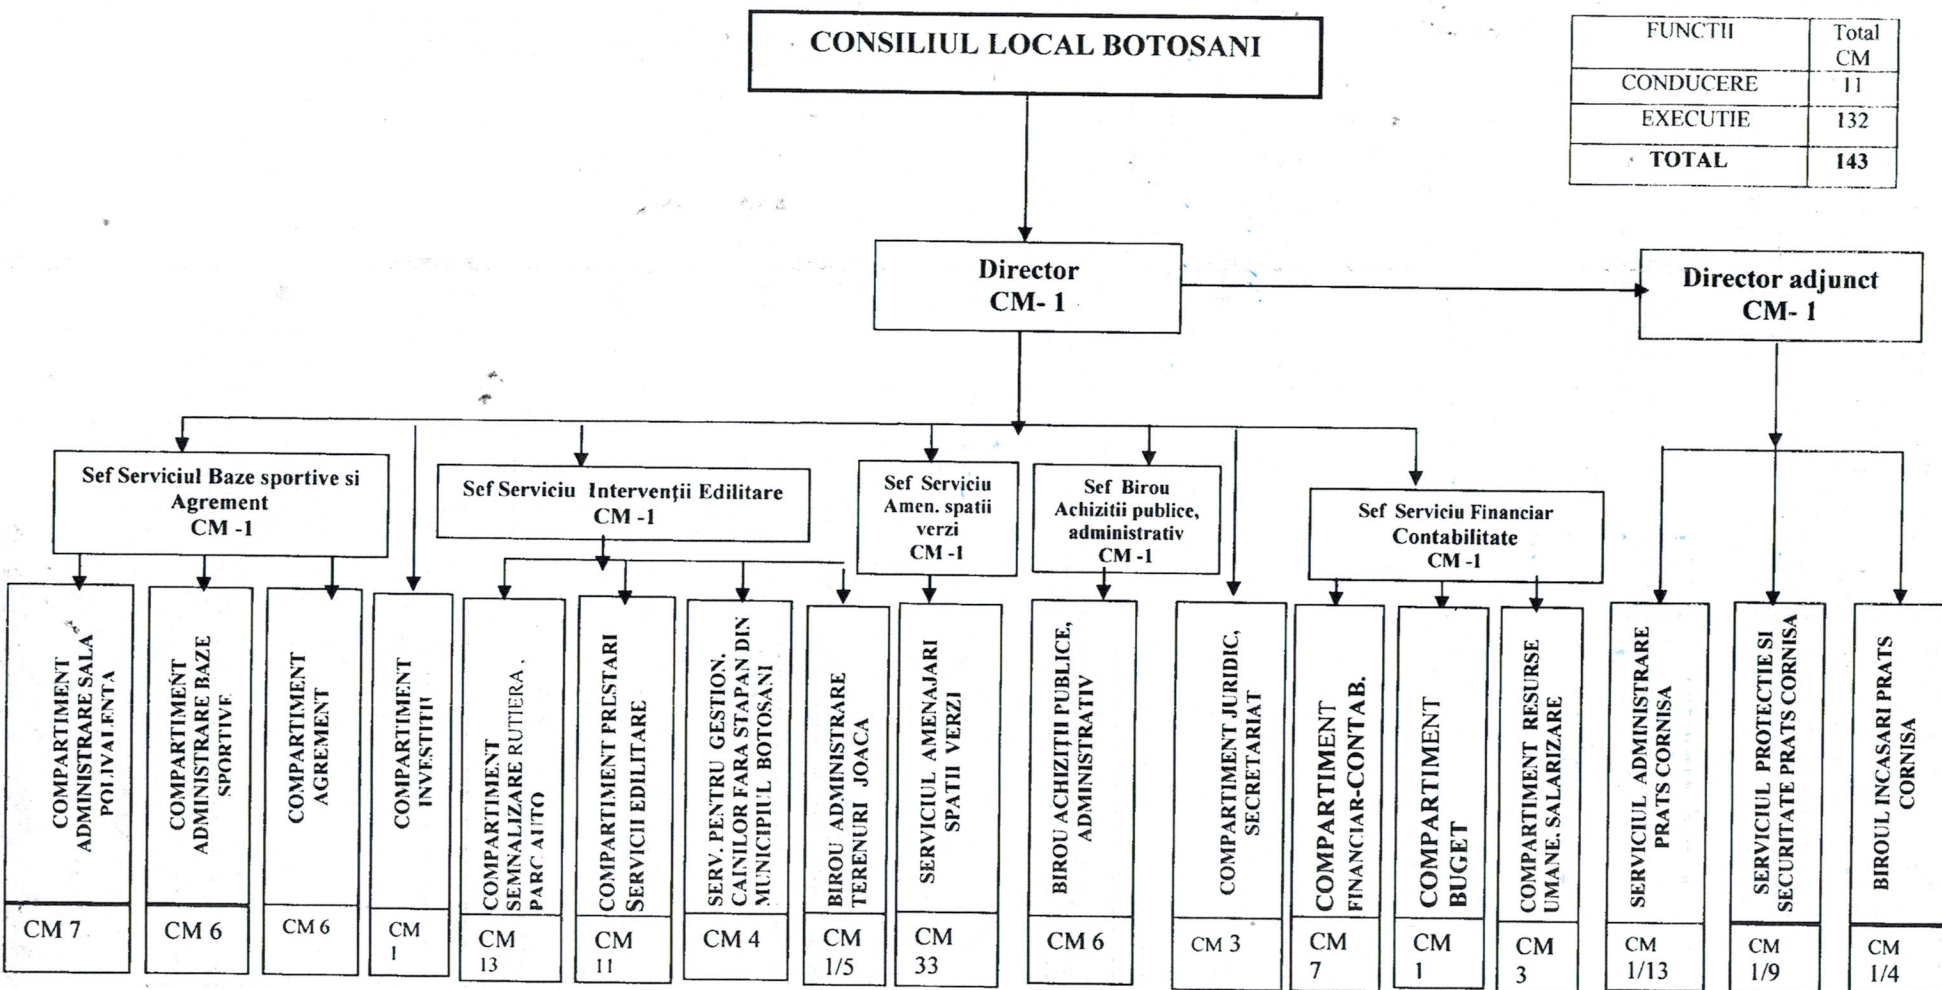 CONSILIUL LOCAL BOTOSANI
FUNCTII
Total
CM
CONDUCERE
11
EXECUTIE
132
TOTAL
143
Director
CM- 1
Director adjunct
CM- 1
Sef Serviciul Baze sportive si
Agrement
CM -1
Sef Serviciu Intervenţii Edilitare
CM -1
Sef Serviciu
Amen. spatii
verzi
CM -1
Sef Birou
Achizitii publice,
administrativ
CM -1
Sef Serviciu Financiar
Contabilitate
CM -1
COMPARTIMENT
ADMINISTRARE SALA
POLIVALENTA
CM 7
COMPARTIMENT
ADMINISTRARE BAZE
SPORTIVE
CM 6
COMPARTIMENT
AGREMENT
CM 6
COMPARTIMENT
INVESTITII
CM
1
COMPARTIMENT
SEMNALIZARE RUTIERA ,
PARC AUTO
CM
13
COMPARTIMENT PRESTARI
SERVICII EDILITARE
CM
11
SERV. PENTRU GESTION.
CAINILOR FARA STAPAN DIN
MUNICIPIUL BOTOSANI
CM 4
BIROU ADMINISTRARE
TERENURI JOACA
CM
1/5
SERVICIUL AMENAJARI
SPATII VERZI
CM
33
BIROU ACHIZIŢII PUBLICE,
ADMINISTRATIV
CM 6
COMPARTIMENT JURIDIC,
SECRETARIAT
CM 3
COMPARTIMENT
FINANCIAR-CONTAB.
CM
7
COMPARTIMENT
BUGET
CM
1
COMPARTIMENT RESURSE
UMANE. SALARIZARE
CM
3
SERVICIUL ADMINISTRARE
PRATS CORNISA
CM
1/13
SERVICIUL PROTECTIE SI
SECURITATE PRATS CORNISA
CM
1/9
BIROUL INCASARI PRATS
CORNISA
CM
1/4